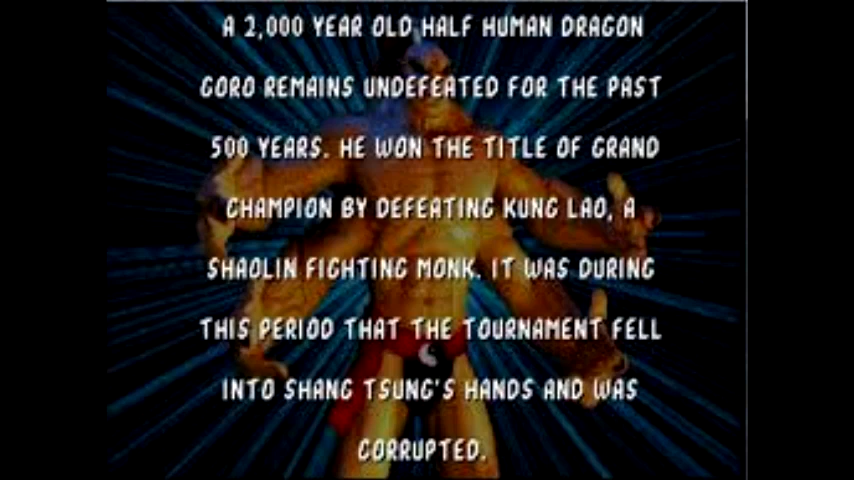 A 2,000 YEAR OLD HALF HUMAN DRAGON
GORO REMAINS UNDEFEATED FOR THE PAST
500 YEARS. HE WON THE TITLE OF GRAND
CHAMPION BY DEFEATING KUNG LAO, A
SHAOLIN FIGHTING MONK. IT WAS DURING
THIS PERIOD THAT THE TOURNAMENT FELL
INTO SHANG TSUNG'S HANDS AND WAS
CORRUPTED.